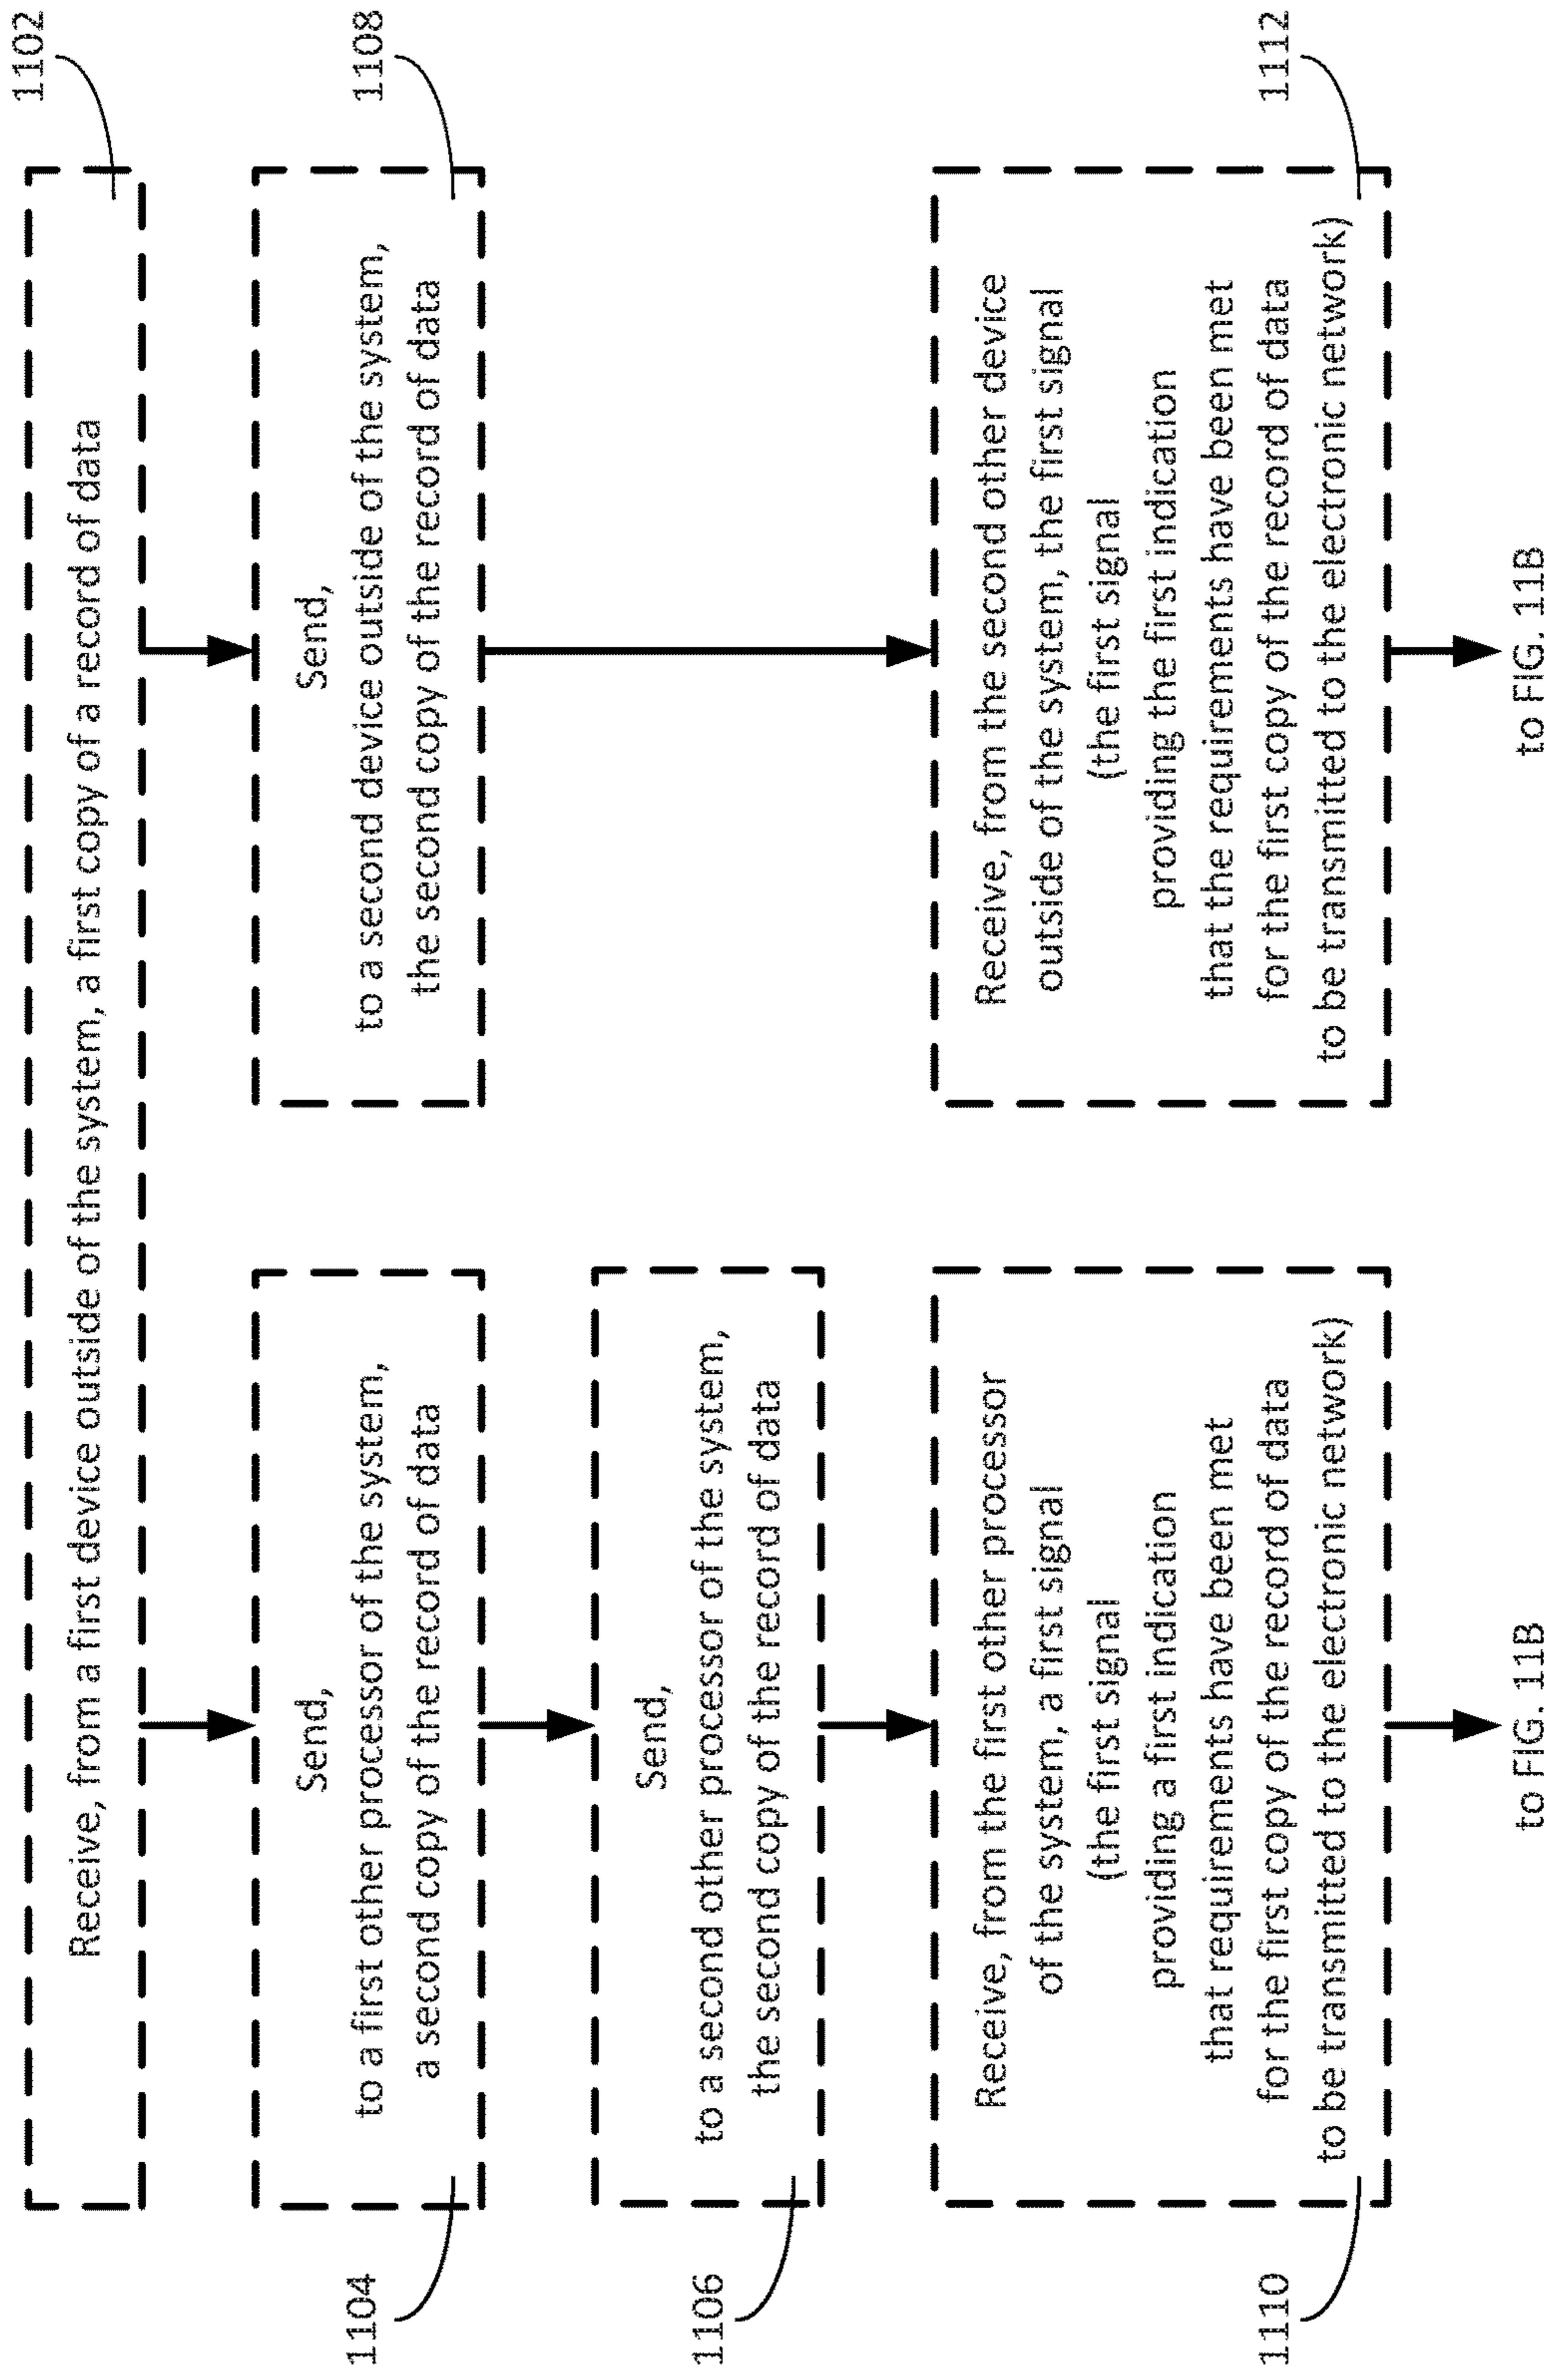 1102
Receive, from a first device outside of the system, a first copy of a record of data
1104
Send,
to a first other processor of the system,
a second copy of the record of data
1108
Send,
to a second device outside of the system,
the second copy of the record of data
1106
Send,
to a second other processor of the system,
the second copy of the record of data
1110
Receive, from the first other processor
of the system, a first signal
(the first signal
providing a first indication
that requirements have been met
for the first copy of the record of data
to be transmitted to the electronic network)
1112
Receive, from the second other device
outside of the system, the first signal
(the first signal
providing the first indication
that the requirements have been met
for the first copy of the record of data
to be transmitted to the electronic network)
to FIG. 11B
to FIG. 11B